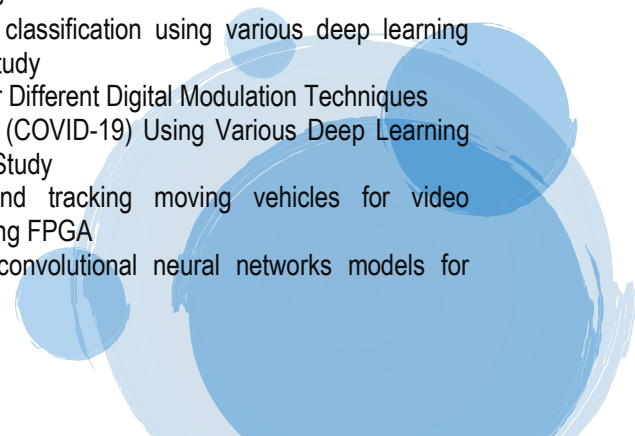 classification using various deep learning
tudy
r Different Digital Modulation Techniques
(COVID-19) Using Various Deep Learning
Study
nd tracking moving vehicles for video
ng FPGA
convolutional neural networks models for